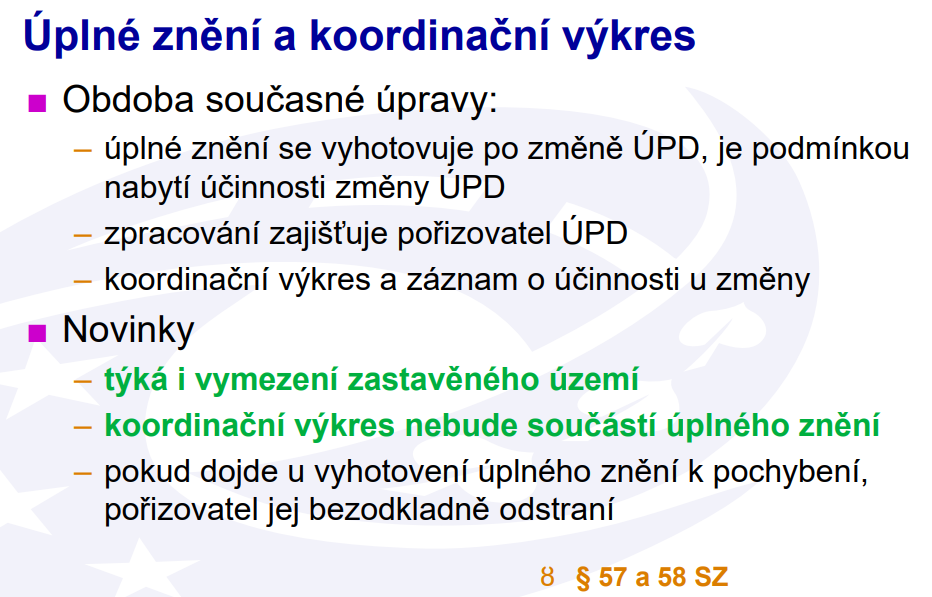 Úplné znění a koordinační výkres
Obdoba současné úpravy:
– úplné znění se vyhotovuje po změně ÚPD, je podmínkou
nabytí účinnosti změny ÚPD
– zpracování zajišťuje pořizovatel ÚPD
– koordinační výkres a záznam o účinnosti u změny
Novinky
– týká i vymezení zastavěného území
– koordinační výkres nebude součástí úplného znění
– pokud dojde u vyhotovení úplného znění k pochybení,
pořizovatel jej bezodkladně odstraní
8 § 57 a 58 SZ